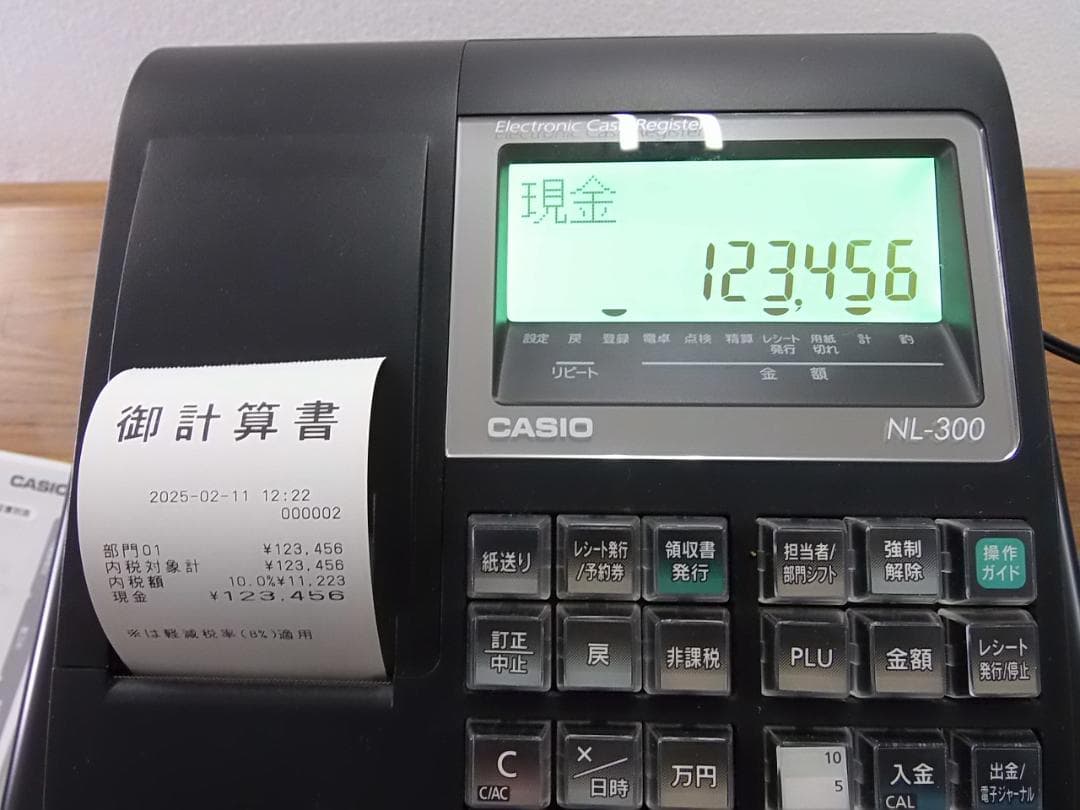 Electronic Cash Register
現金
123,456
設定 戻 登録 電卓 点検 精算 レシート発行 用紙切れ 計 釣
リピート 金額
CASIO NL-300
御計算書
2025-02-11 12:22
000002
部門01 ¥123,456
内税対象計 ¥123,456
内税額 10.0%¥11,223
現金 ¥123,456
※は軽減税率(8%)適用
CASIO
紙送り レシート発行/予約券 領収書発行 担当者/部門シフト 強制解除 操作ガイド
訂正/中止 戻 非課税 PLU 金額 レシート発行/停止
C C/AC ×/日時 万円 10 5 入金 CAL 出金/電子ジャーナル